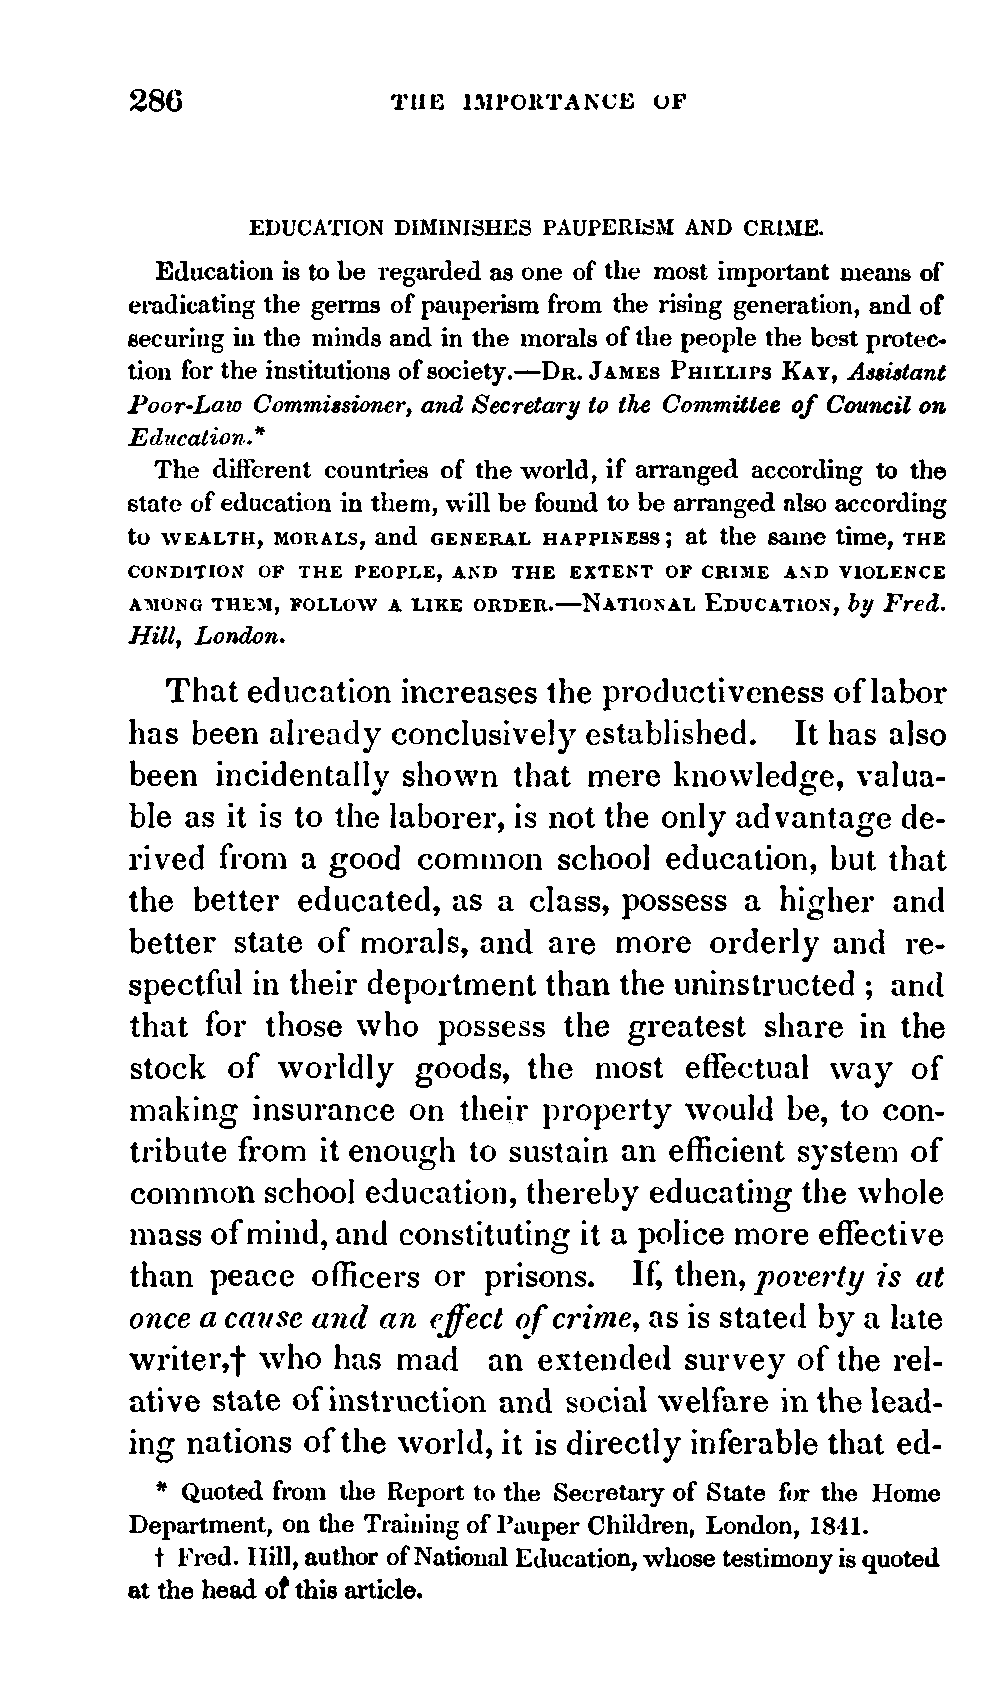 286 THE IMPORTANCE OF
EDUCATION DIMINISHES PAUPERISM AND CRIME.
Education is to be regarded as one of the most important means of
eradicating the germs of pauperism from the rising generation, and of
securing in the minds and in the morals of the people the best protec-
tion for the institutions of society.—DR. JAMES PHILLIPS KAY, Assistant
Poor-Law Commissioner, and Secretary to the Committee of Council on
Education.*
The different countries of the world, if arranged according to the
state of education in them, will be found to be arranged also according
to WEALTH, MORALS, and GENERAL HAPPINESS; at the same time, THE
CONDITION OF THE PEOPLE, AND THE EXTENT OF CRIME AND VIOLENCE
AMONG THEM, FOLLOW A LIKE ORDER.—NATIONAL EDUCATION, by Fred.
Hill, London.
That education increases the productiveness of labor
has been already conclusively established. It has also
been incidentally shown that mere knowledge, valua-
ble as it is to the laborer, is not the only advantage de-
rived from a good common school education, but that
the better educated, as a class, possess a higher and
better state of morals, and are more orderly and re-
spectful in their deportment than the uninstructed ; and
that for those who possess the greatest share in the
stock of worldly goods, the most effectual way of
making insurance on their property would be, to con-
tribute from it enough to sustain an efficient system of
common school education, thereby educating the whole
mass of mind, and constituting it a police more effective
than peace officers or prisons. If, then, poverty is at
once a cause and an effect of crime, as is stated by a late
writer,† who has mad an extended survey of the rel-
ative state of instruction and social welfare in the lead-
ing nations of the world, it is directly inferable that ed-
* Quoted from the Report to the Secretary of State for the Home
Department, on the Training of Pauper Children, London, 1841.
† Fred. Hill, author of National Education, whose testimony is quoted
at the head of this article.